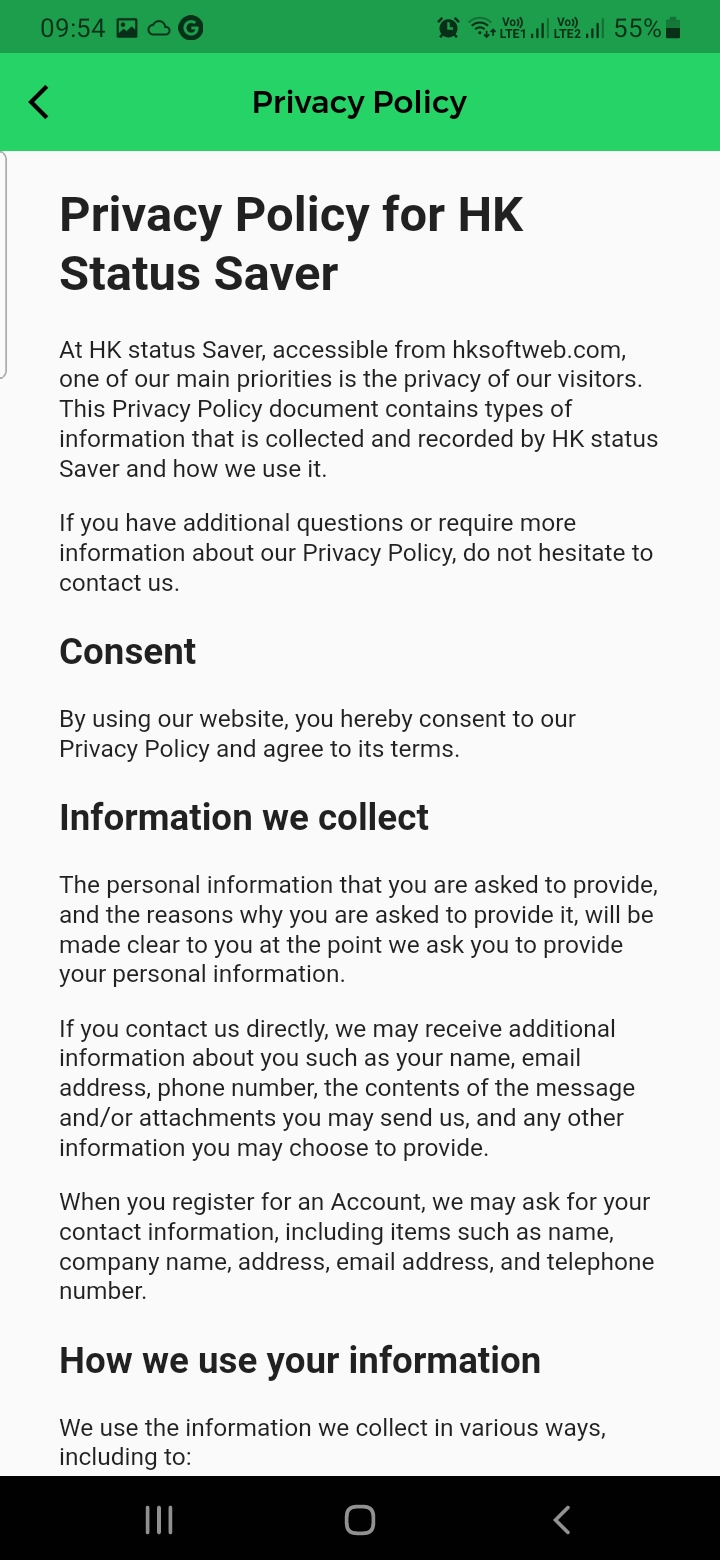 09:54
Vo))
LTE1
Vo))
LTE2
55%
Privacy Policy
Privacy Policy for HK
Status Saver
At HK status Saver, accessible from hksoftweb.com,
one of our main priorities is the privacy of our visitors.
This Privacy Policy document contains types of
information that is collected and recorded by HK status
Saver and how we use it.
If you have additional questions or require more
information about our Privacy Policy, do not hesitate to
contact us.
Consent
By using our website, you hereby consent to our
Privacy Policy and agree to its terms.
Information we collect
The personal information that you are asked to provide,
and the reasons why you are asked to provide it, will be
made clear to you at the point we ask you to provide
your personal information.
If you contact us directly, we may receive additional
information about you such as your name, email
address, phone number, the contents of the message
and/or attachments you may send us, and any other
information you may choose to provide.
When you register for an Account, we may ask for your
contact information, including items such as name,
company name, address, email address, and telephone
number.
How we use your information
We use the information we collect in various ways,
including to: